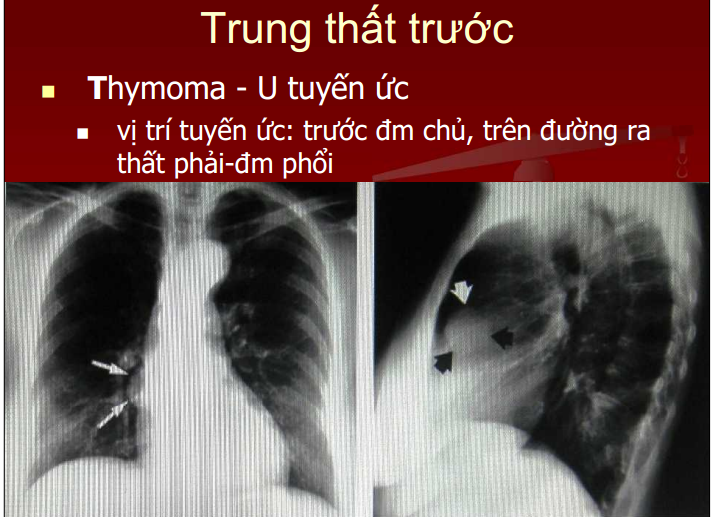 Trung thất trước
Thymoma - U tuyến ức
vị trí tuyến ức: trước đm chủ, trên đường ra
thất phải-đm phổi